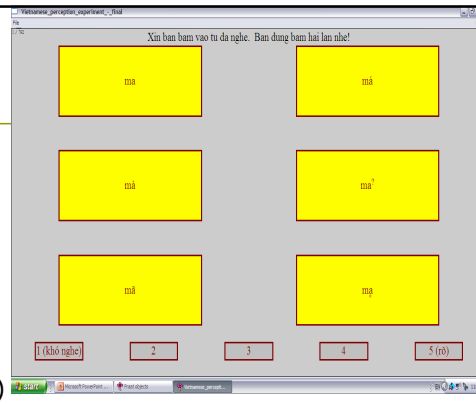 Vietnamese_perception_experiment_-_final
File
Xin ban bam vao tu da nghe. Ban dung bam hai lan nhe!
ma má
mà mả
mã mạ
1 (khó nghe) 2 3 4 5 (rõ)
start Microsoft PowerPoint ... Praat objects Vietnamese_percept...